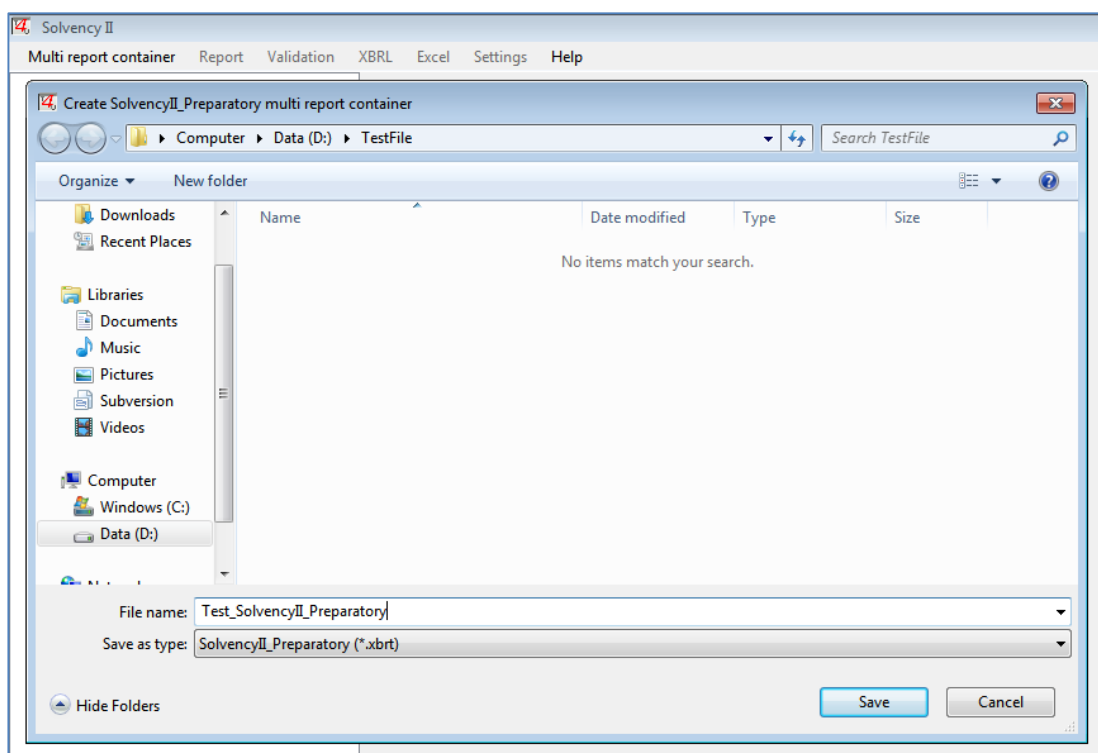 Solvency II
Multi report container Report Validation XBRL Excel Settings Help
Create SolvencyII_Preparatory multi report container
Computer Data (D:) TestFile Search TestFile
Organize New folder
Name Date modified Type Size
No items match your search.
Downloads
Recent Places
Libraries
Documents
Music
Pictures
Subversion
Videos
Computer
Windows (C:)
Data (D:)
File name: Test_SolvencyII_Preparatory
Save as type: SolvencyII_Preparatory (*.xbrt)
Hide Folders Save Cancel